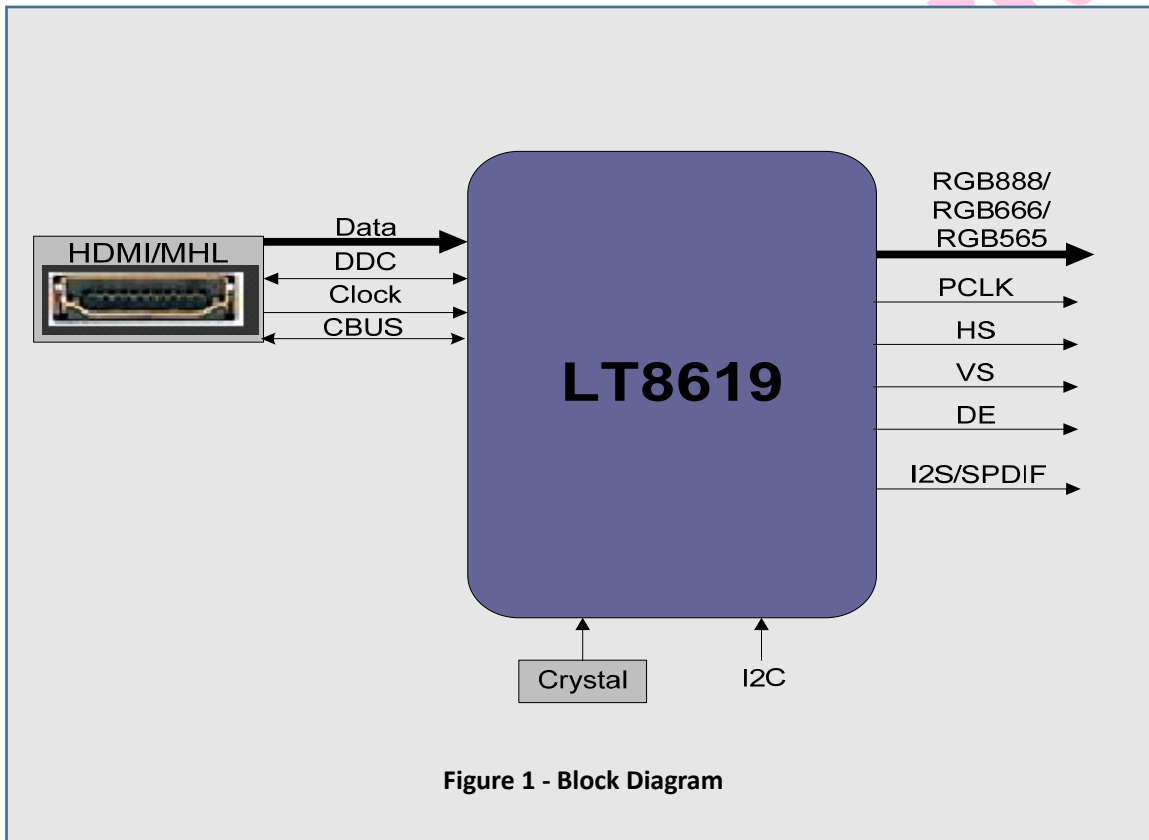 HDMI/MHL
Data
DDC
Clock
CBUS
LT8619
RGB888/
RGB666/
RGB565
PCLK
HS
VS
DE
I2S/SPDIF
Crystal
I2C
Figure 1 - Block Diagram